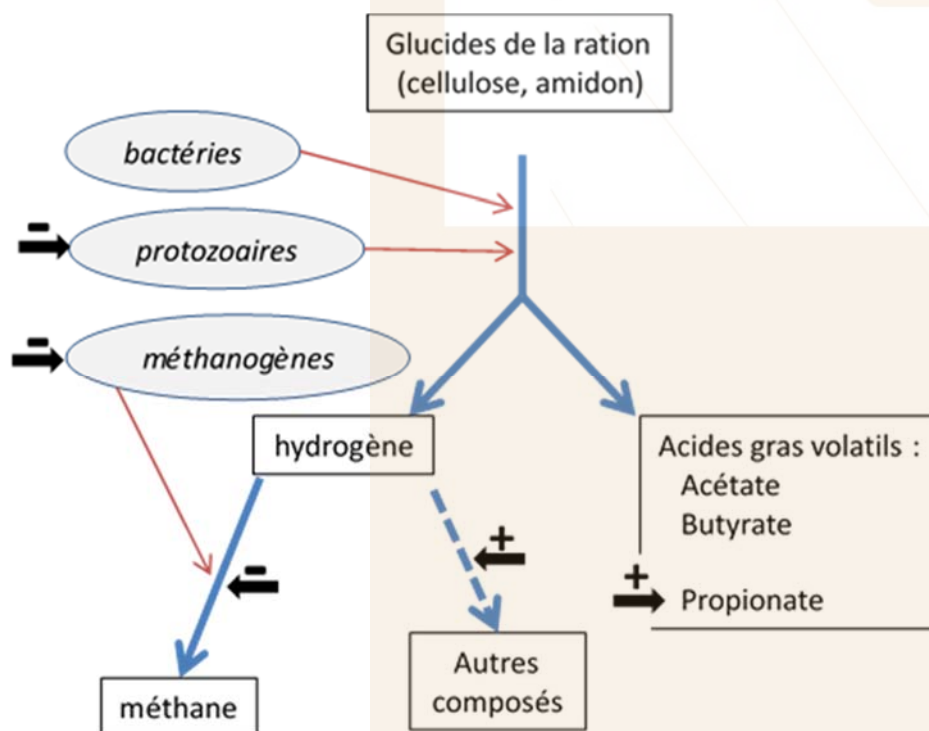 Glucides de la ration
(cellulose, amidon)
bactéries
protozoaires
-
méthanogènes
-
hydrogène
Acides gras volatils :
Acétate
Butyrate
+
Propionate
+
-
Autres
composés
méthane